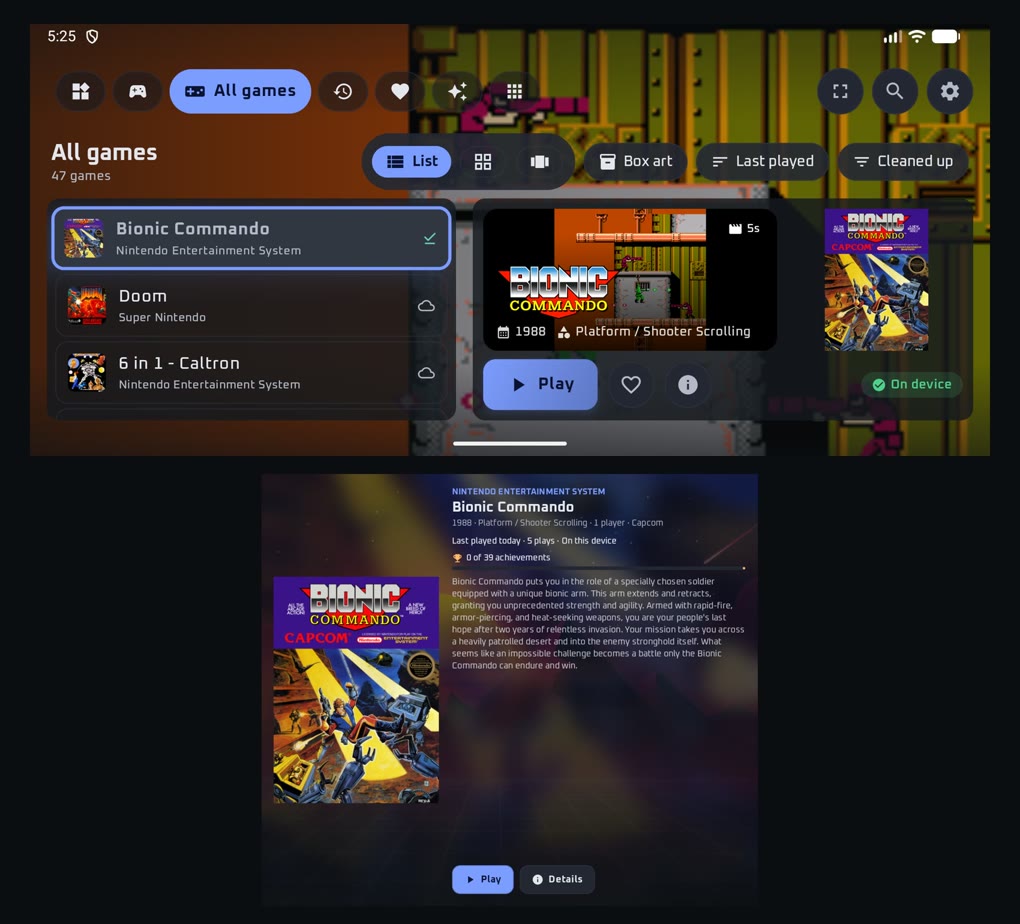 5:25
All games
All games
47 games
List
Box art
Last played
Cleaned up
Bionic Commando
Nintendo Entertainment System
Doom
Super Nintendo
6 in 1 - Caltron
Nintendo Entertainment System
5s
BIONIC
COMMANDO
1988
Platform / Shooter Scrolling
BIONIC
COMMANDO
CAPCOM
Play
On device
NINTENDO ENTERTAINMENT SYSTEM
Bionic Commando
1988 · Platform / Shooter Scrolling · 1 player · Capcom
Last played today · 5 plays · On this device
0 of 39 achievements
Bionic Commando puts you in the role of a specially chosen soldier
equipped with a unique bionic arm. This arm extends and retracts,
granting you unprecedented strength and agility. Armed with rapid-fire,
armor-piercing, and heat-seeking weapons, you are your people's last
hope after two years of relentless invasion. Your mission takes you across
a heavily patrolled desert and into the enemy stronghold itself. What
seems like an impossible challenge becomes a battle only the Bionic
Commando can endure and win.
BIONIC
COMMANDO
CAPCOM
Nintendo
ENTERTAINMENT
SYSTEM
Play
Details